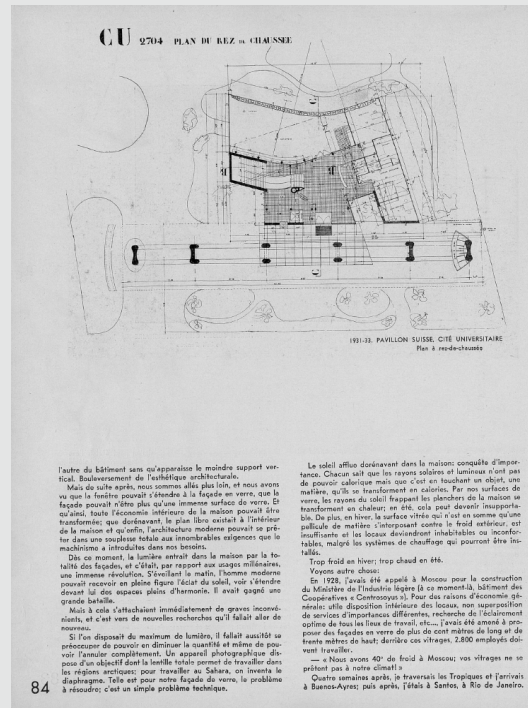 CU 2704 PLAN DU REZ DE CHAUSSEE
1931-33. PAVILLON SUISSE, CITÉ UNIVERSITAIRE
Plan à rez-de-chaussée
l'autre du bâtiment sans qu'apparaisse le moindre support ver-
tical. Bouleversement de l'esthétique architecturale.
Mais de suite après, nous sommes allés plus loin, et nous avons
vu que la fenêtre pouvait s'étendre à la façade en verre, que la
façade pouvait n'être plus qu'une immense surface de verre. Et
qu'ainsi, toute l'économie intérieure de la maison pouvait être
transformée; que dorénavant, le plan libre existait à l'intérieur
de la maison et qu'enfin, l'architecture moderne pouvait se prê-
ter dans une souplesse totale aux innombrables exigences que le
machinisme a introduites dans nos besoins.
Dès ce moment, la lumière entrait dans la maison par la to-
talité des façades, et c'était, par rapport aux usages millénaires,
une immense révolution. S'éveillant le matin, l'homme moderne
pouvait recevoir en pleine figure l'éclat du soleil, voir s'étendre
devant lui des espaces pleins d'harmonie. Il avait gagné une
grande bataille.
Mais à cela s'attachaient immédiatement de graves inconvé-
nients, et c'est vers de nouvelles recherches qu'il fallait aller de
nouveau.
Si l'on disposait du maximum de lumière, il fallait aussitôt se
préoccuper de pouvoir en diminuer la quantité et même de pou-
voir l'annuler complètement. Un appareil photographique dis-
pose d'un objectif dont la lentille totale permet de travailler dans
les régions arctiques; pour travailler au Sahara, on inventa le
diaphragme. Telle est pour notre façade de verre, le problème
à résoudre; c'est un simple problème technique.
84
Le soleil afflue dorénavant dans la maison: conquête d'impor-
tance. Chacun sait que les rayons solaires et lumineux n'ont pas
de pouvoir calorique mais que c'est en touchant un objet, une
matière, qu'ils se transforment en calories. Par nos surfaces de
verre, les rayons du soleil frappant les planchers de la maison se
transforment en chaleur; en été, cela peut devenir insupporta-
ble. De plus, en hiver, la surface vitrée qui n'est en somme qu'une
pellicule de matière s'interposant contre le froid extérieur, est
insuffisante et les locaux deviendront inhabitables ou inconfor-
tables, malgré les systèmes de chauffage qui pourront être ins-
tallés.
Trop froid en hiver; trop chaud en été.
Voyons autre chose:
En 1928, j'avais été appelé à Moscou pour la construction
du Ministère de l'Industrie légère (à ce moment-là, bâtiment des
Coopératives « Centrosoyus »). Pour des raisons d'économie gé-
nérale: utile disposition intérieure des locaux, non superposition
de services d'importances différentes, recherche de l'éclairement
optime de tous les lieux de travail, etc..., j'avais été amené à pro-
poser des façades en verre de plus de cent mètres de long et de
trente mètres de haut; derrière ces vitrages, 2.800 employés doi-
vent travailler.
— « Nous avons 40° de froid à Moscou; vos vitrages ne se
prêtent pas à notre climat! »
Quatre semaines après, je traversais les Tropiques et j'arrivais
à Buenos-Ayres; puis après, j'étais à Santos, à Rio de Janeiro.